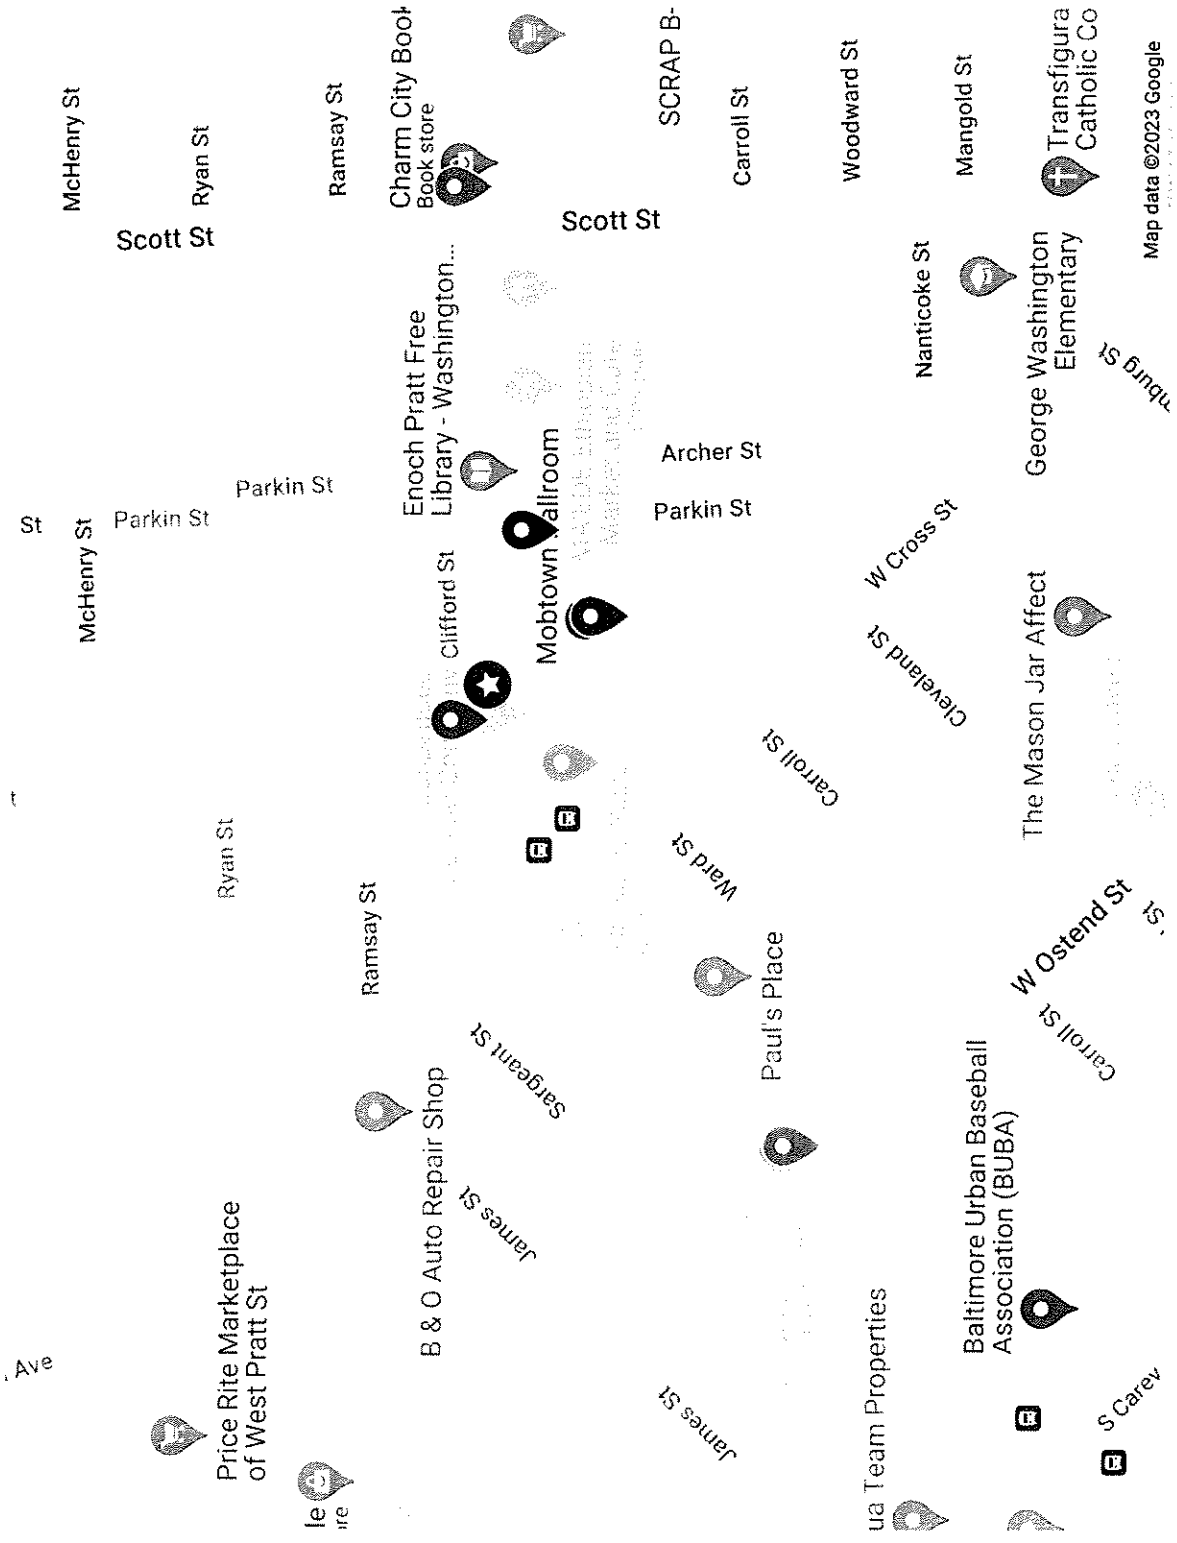 Ave
Price Rite Marketplace
of West Pratt St
le
re
B & O Auto Repair Shop
James St
Sargeant St
James St
ua Team Properties
Baltimore Urban Baseball
Association (BUBA)
S Carey
t
Ryan St
Ramsay St
Paul's Place
Ward St
Carroll St
W Ostend St
Carroll St
St
St
McHenry St
Parkin St
Parkin St
Clifford St
Mobtown Ballroom
Enoch Pratt Free
Library - Washington...
Archer St
Parkin St
W Cross St
Cleveland St
The Mason Jar Affect
McHenry St
Ryan St
Scott St
Ramsay St
Charm City Book
Book store
Scott St
SCRAP B-
Carroll St
Woodward St
Mangold St
Nanticoke St
George Washington
Elementary
nburg St
Transfigura
Catholic Co
Map data ©2023 Google